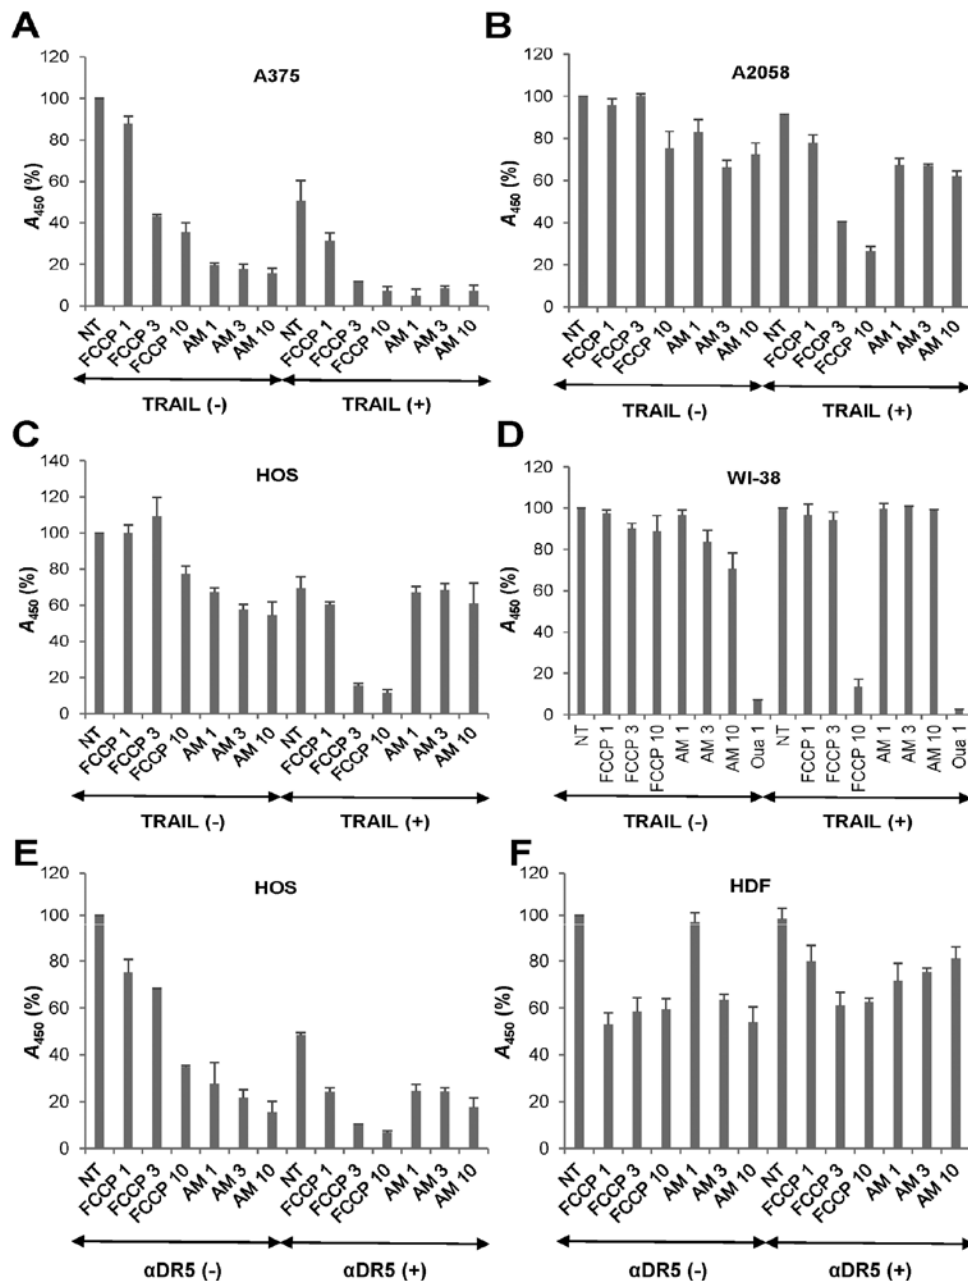 A
B
120
100
80
60
40
20
0
A450 (%)
A375
NT
FCCP 1
FCCP 3
FCCP 10
AM 1
AM 3
AM 10
NT
FCCP 1
FCCP 3
FCCP 10
AM 1
AM 3
AM 10
TRAIL (-)
TRAIL (+)
120
100
80
60
40
20
0
A450 (%)
A2058
NT
FCCP 1
FCCP 3
FCCP 10
AM 1
AM 3
AM 10
NT
FCCP 1
FCCP 3
FCCP 10
AM 1
AM 3
AM 10
TRAIL (-)
TRAIL (+)
C
D
140
120
100
80
60
40
20
0
A450 (%)
HOS
NT
FCCP 1
FCCP 3
FCCP 10
AM 1
AM 3
AM 10
NT
FCCP 1
FCCP 3
FCCP 10
AM 1
AM 3
AM 10
TRAIL (-)
TRAIL (+)
120
100
80
60
40
20
0
A450 (%)
WI-38
NT
FCCP 1
FCCP 3
FCCP 10
AM 1
AM 3
AM 10
Oua 1
NT
FCCP 1
FCCP 3
FCCP 10
AM 1
AM 3
AM 10
Oua 1
TRAIL (-)
TRAIL (+)
E
F
120
100
80
60
40
20
0
A450 (%)
HOS
NT
FCCP 1
FCCP 3
FCCP 10
AM 1
AM 3
AM 10
NT
FCCP 1
FCCP 3
FCCP 10
AM 1
AM 3
AM 10
αDR5 (-)
αDR5 (+)
120
100
80
60
40
20
0
A450 (%)
HDF
NT
FCCP 1
FCCP 3
FCCP 10
AM 1
AM 3
AM 10
NT
FCCP 1
FCCP 3
FCCP 10
AM 1
AM 3
AM 10
αDR5 (-)
αDR5 (+)